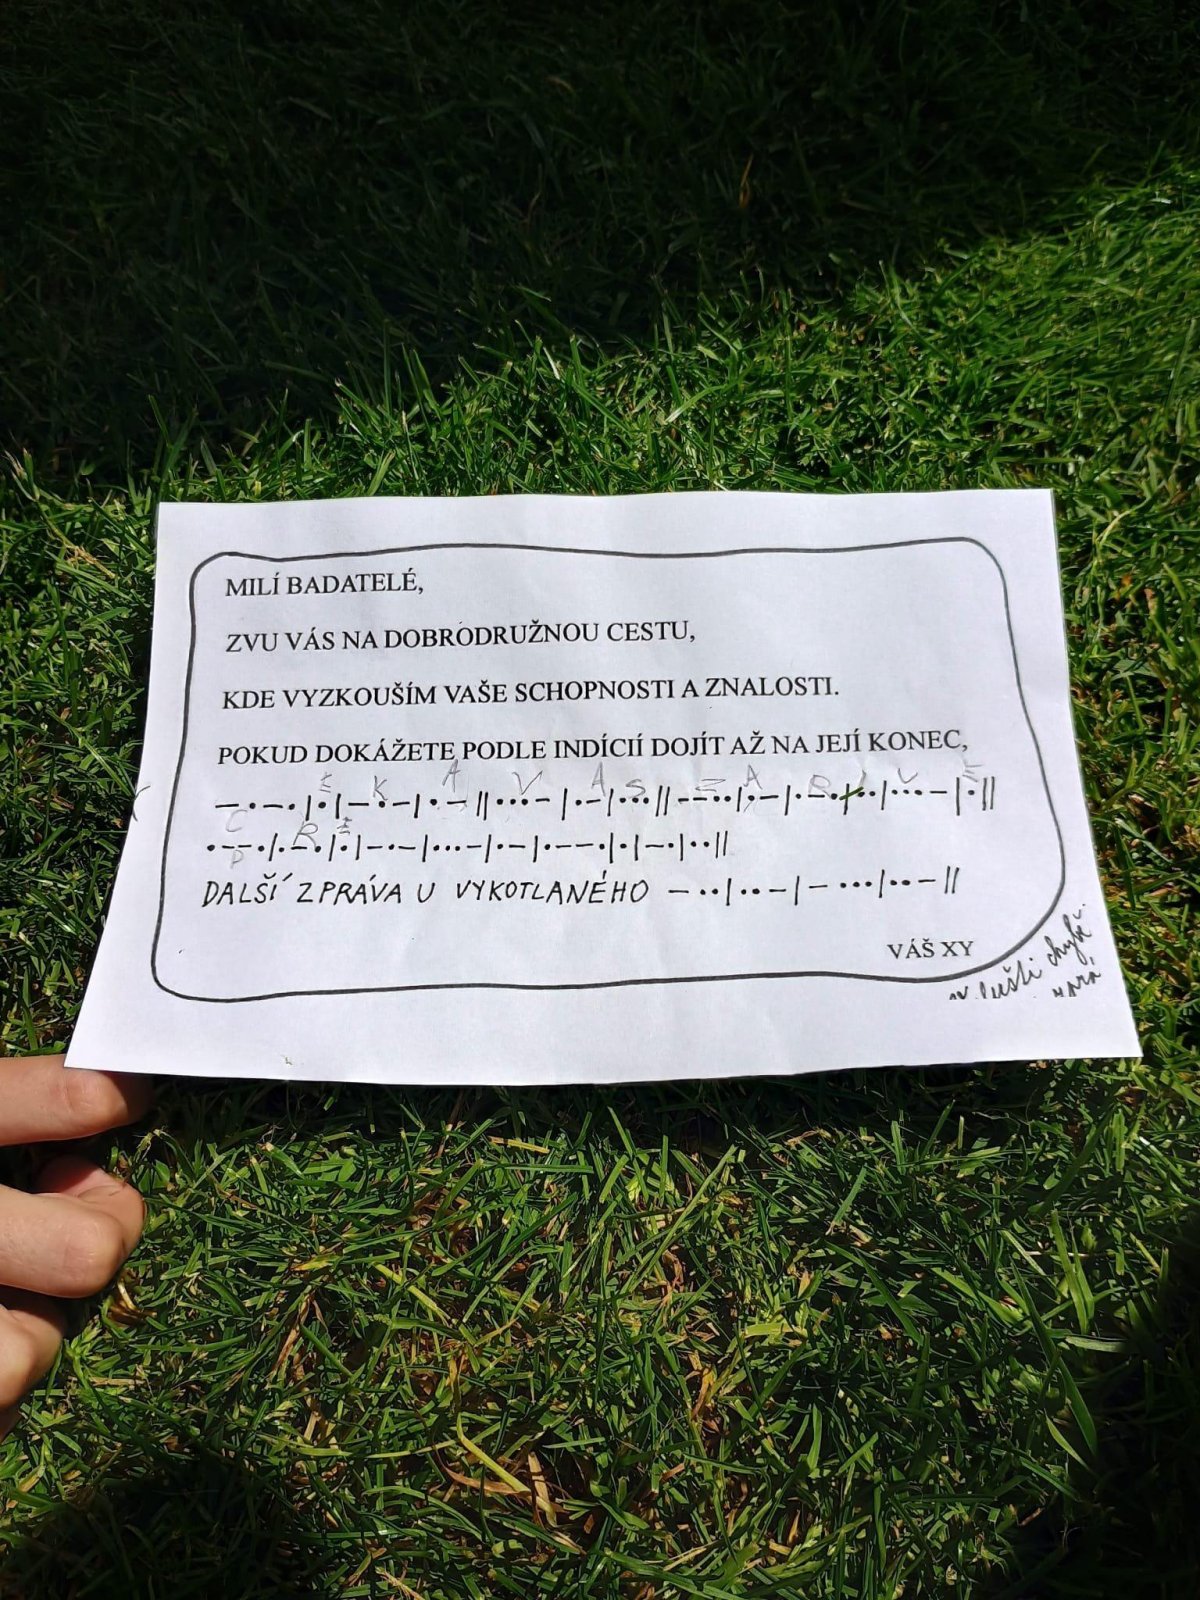 MILÍ BADATELÉ,
ZVU VÁS NA DOBRODRUŽNOU CESTU,
KDE VYZKOUŠÍM VAŠE SCHOPNOSTI A ZNALOSTI.
POKUD DOKÁŽETE PODLE INDÍCIÍ DOJÍT AŽ NA JEJÍ KONEC,
C E K A V A S Z A R I V E
-.-.|.|-.-|.-||...-|.-|...||--..|.-|.-.|..|...-|.||
P R E
.--.|.-.|.|-.-|...-|.-|.--.|.|-.|..||
DALŠÍ ZPRÁVA U VYKOTLANÉHO -..|..-|-...|..-||
VÁŠ XY